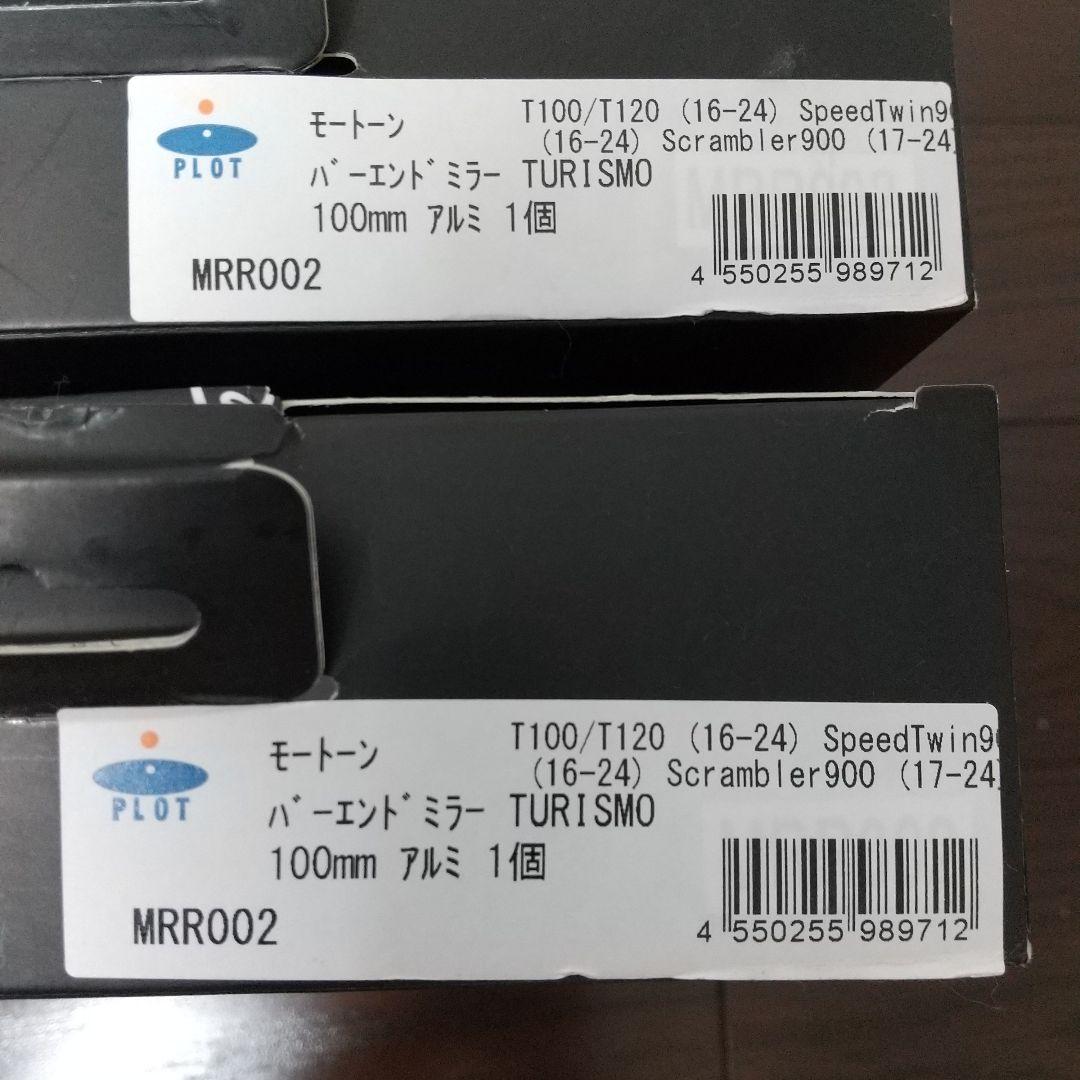 PLOT
ﾓｰﾄｰﾝ
T100/T120 (16-24) SpeedTwin9
(16-24) Scrambler900 (17-24)
ﾊﾞｰｴﾝﾄﾞﾐﾗｰ TURISMO
100mm ｱﾙﾐ 1個
MRR002
4 550255 989712
PLOT
ﾓｰﾄｰﾝ
T100/T120 (16-24) SpeedTwin9
(16-24) Scrambler900 (17-24)
ﾊﾞｰｴﾝﾄﾞﾐﾗｰ TURISMO
100mm ｱﾙﾐ 1個
MRR002
4 550255 989712